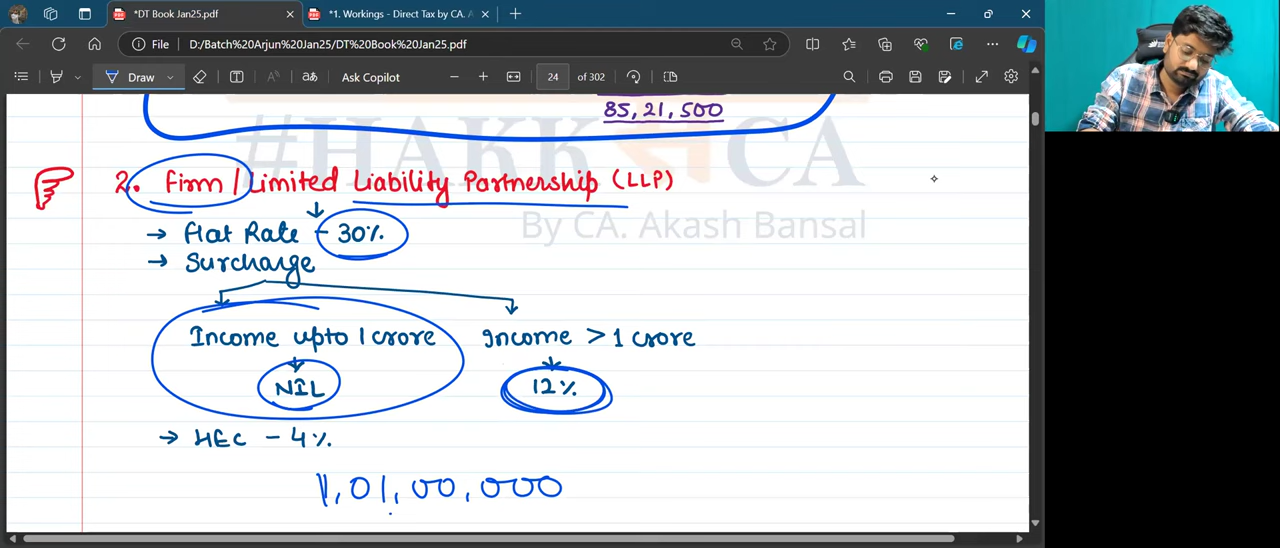 *DT Book Jan25.pdf
*1. Workings - Direct Tax by CA. A
File D:/Batch%20Arjun%20Jan25/DT%20Book%20Jan25.pdf
Draw
Ask Copilot
24 of 302
85,21,500
#HAKK CA
By CA. Akash Bansal
2. Firm / Limited Liability Partnership (LLP)
→ Flat Rate - 30%
→ Surcharge
Income upto 1 crore Income > 1 crore
NIL 12%
→ HEC - 4%
1,01,00,000